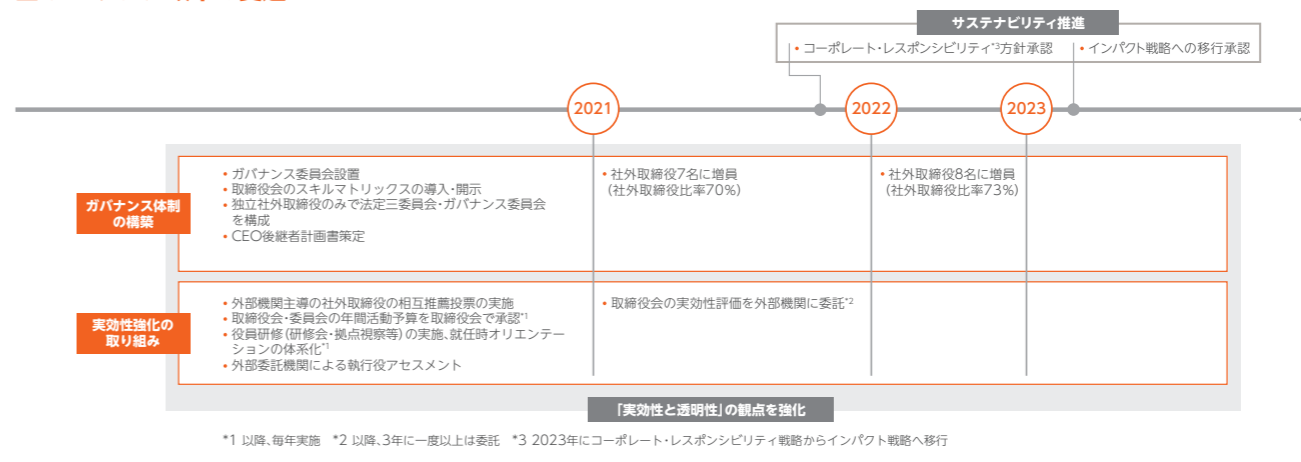 サステナビリティ推進
• コーポレート・レスポンシビリティ*3方針承認
• インパクト戦略への移行承認
2021
2022
2023
ガバナンス体制
の構築
• ガバナンス委員会設置
• 取締役会のスキルマトリックスの導入・開示
• 独立社外取締役のみで法定三委員会・ガバナンス委員会
を構成
• CEO後継者計画書策定
• 社外取締役7名に増員
(社外取締役比率70%)
• 社外取締役8名に増員
(社外取締役比率73%)
実効性強化の
取り組み
• 外部機関主導の社外取締役の相互推薦投票の実施
• 取締役会・委員会の年間活動予算を取締役会で承認*1
• 役員研修(研修会・拠点視察等)の実施、就任時オリエンテー
ションの体系化*1
• 外部委託機関による執行役アセスメント
• 取締役会の実効性評価を外部機関に委託*2
「実効性と透明性」の観点を強化
*1 以降、毎年実施 *2 以降、3年に一度以上は委託 *3 2023年にコーポレート・レスポンシビリティ戦略からインパクト戦略へ移行